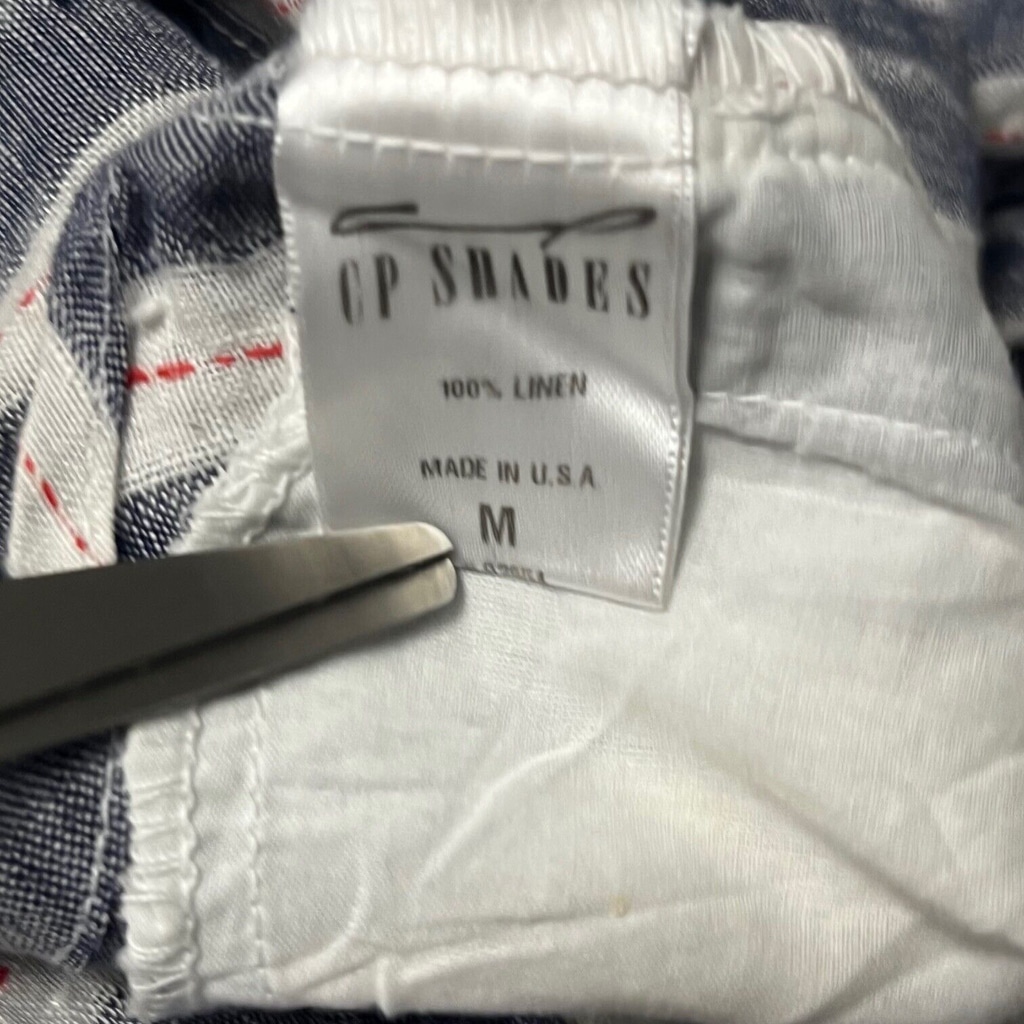 CP SHADES
100% LINEN
MADE IN U.S.A
M